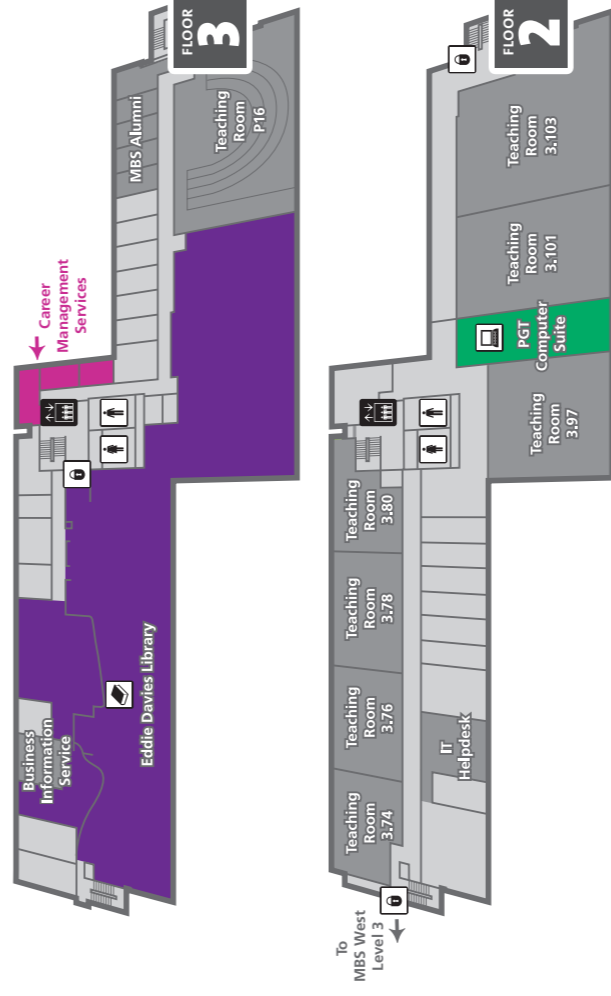 FLOOR
3
MBS Alumni
Teaching
Room
P16
Career
Management
Services
Business
Information
Service
Eddie Davies Library
FLOOR
2
Teaching
Room
3.103
Teaching
Room
3.101
PGT
Computer
Suite
Teaching
Room
3.97
Teaching
Room
3.80
Teaching
Room
3.78
Teaching
Room
3.76
Teaching
Room
3.74
IT
Helpdesk
To
MBS West
Level 3